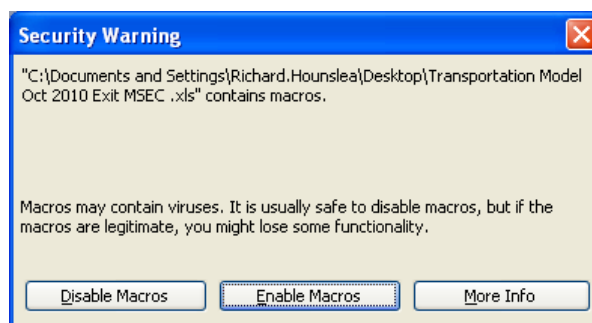 Security Warning
"C:\Documents and Settings\Richard.Hounslea\Desktop\Transportation Model
Oct 2010 Exit MSEC .xls" contains macros.
Macros may contain viruses. It is usually safe to disable macros, but if the
macros are legitimate, you might lose some functionality.
Disable Macros Enable Macros More Info